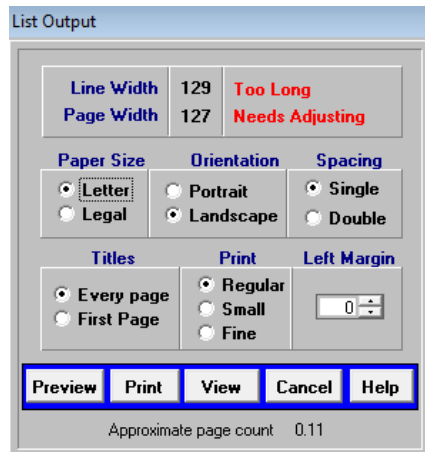 List Output
Line Width 129 Too Long
Page Width 127 Needs Adjusting
Paper Size Orientation Spacing
Letter Portrait Single
Legal Landscape Double
Titles Print Left Margin
Every page Regular 0
First Page Small
Fine
Preview Print View Cancel Help
Approximate page count 0.11